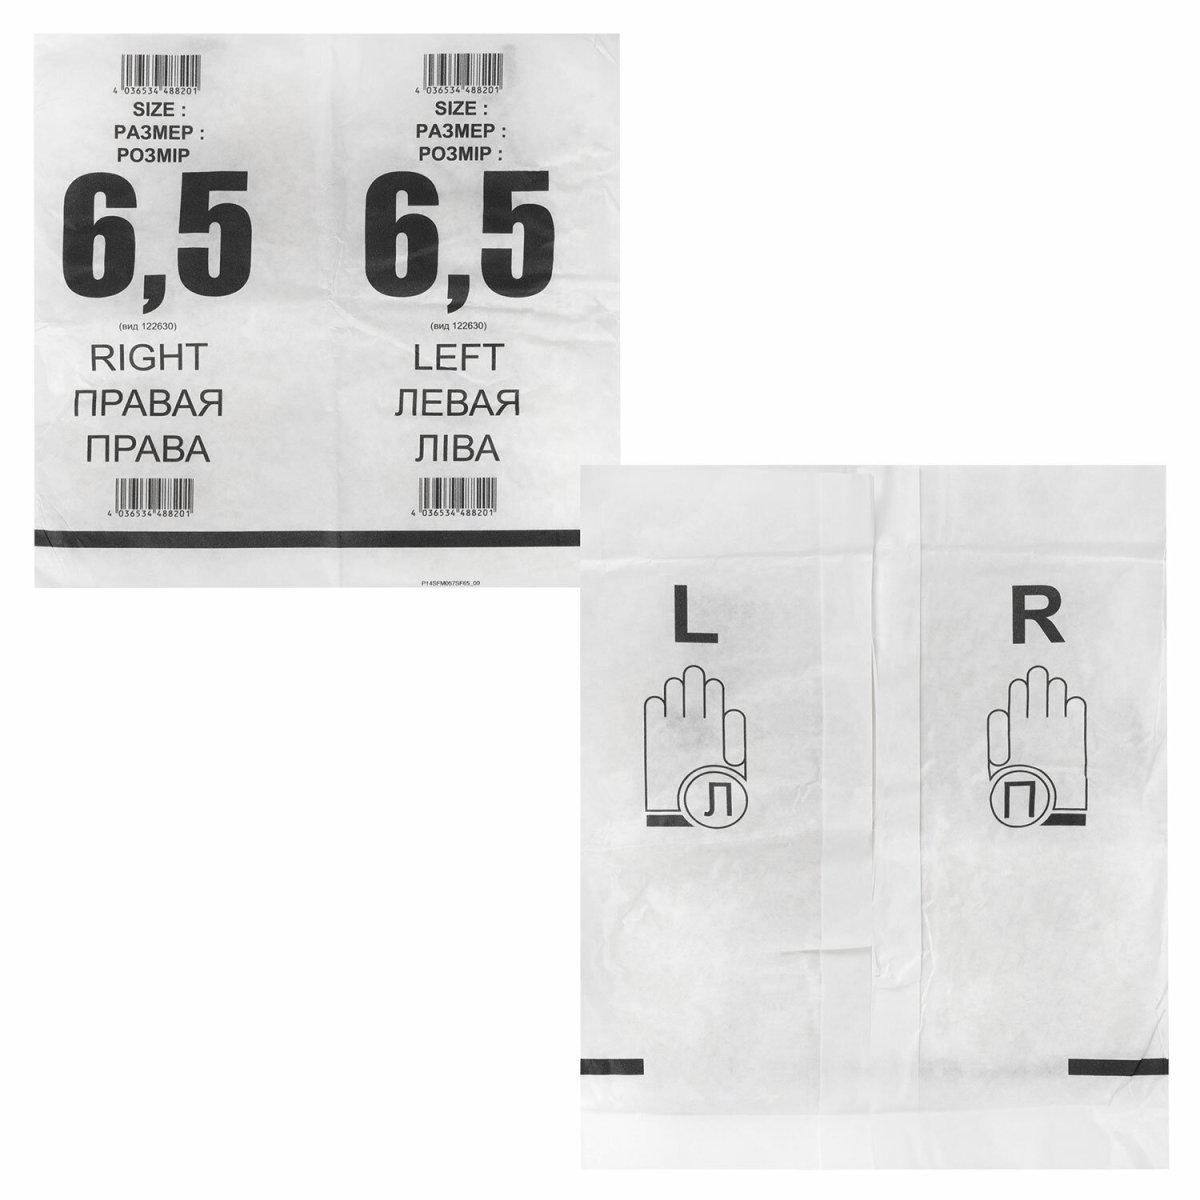 4 036534 488201
SIZE :
РАЗМЕР :
РОЗМІР
6,5
(вид 122630)
RIGHT
ПРАВАЯ
ПРАВА
4 036534 488201
4 036534 488201
SIZE :
РАЗМЕР :
РОЗМІР :
6,5
(вид 122630)
LEFT
ЛЕВАЯ
ЛІВА
4 036534 488201
P14SFM067SF65_09
L
Л
R
П